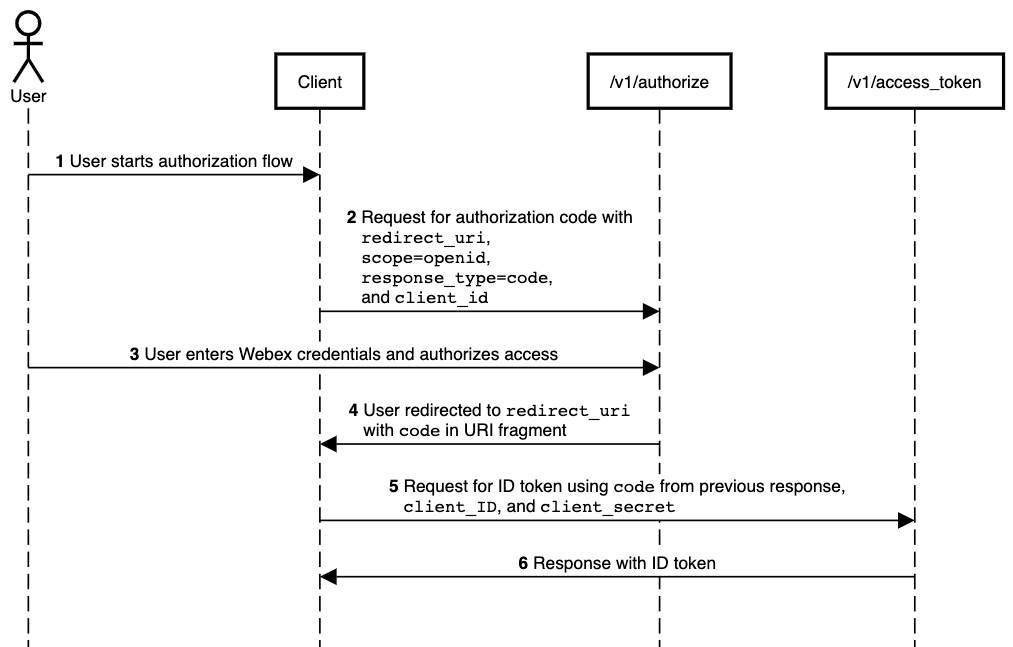 User
Client
/v1/authorize
/v1/access_token
1 User starts authorization flow
2 Request for authorization code with
redirect_uri,
scope=openid,
response_type=code,
and client_id
3 User enters Webex credentials and authorizes access
4 User redirected to redirect_uri
with code in URI fragment
5 Request for ID token using code from previous response,
client_ID, and client_secret
6 Response with ID token